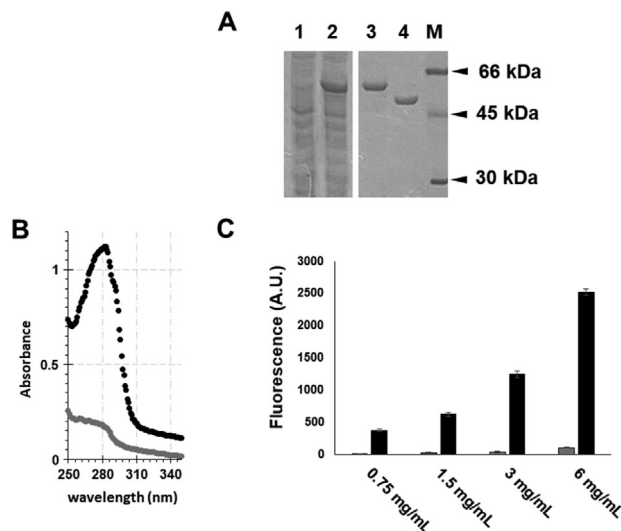 A
1 2 3 4 M
66 kDa
45 kDa
30 kDa
B
Absorbance
1
0.5
0
250 280 310 340
wavelength (nm)
C
Fluorescence (A.U.)
3000
2500
2000
1500
1000
500
0
0.75 mg/mL
1.5 mg/mL
3 mg/mL
6 mg/mL